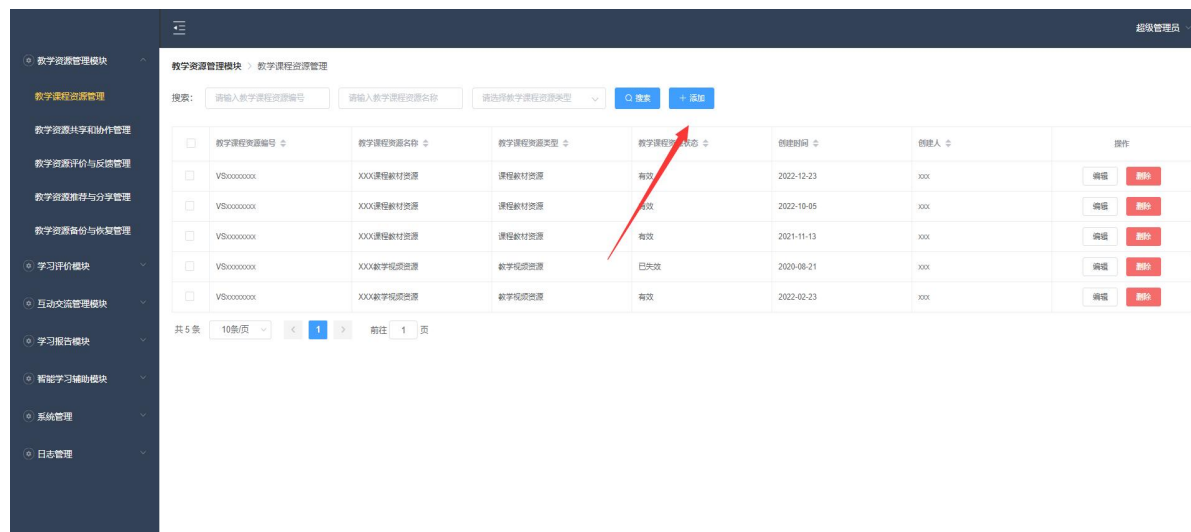 超级管理员
教学资源管理模块
教学课程资源管理
教学资源共享和协作管理
教学资源评价与反馈管理
教学资源推荐与分享管理
教学资源备份与恢复管理
学习评价模块
互动交流管理模块
学习报告模块
智能学习辅助模块
系统管理
日志管理
教学资源管理模块 > 教学课程资源管理
搜索: 请输入教学课程资源编号 请输入教学课程资源名称 请选择教学课程资源类型 搜索 + 添加
教学课程资源编号 教学课程资源名称 教学课程资源类型 教学课程资源状态 创建时间 创建人 操作
VSxxxxxxxx XXX课程教材资源 课程教材资源 有效 2022-12-23 xxx 编辑 删除
VSxxxxxxxx XXX课程教材资源 课程教材资源 有效 2022-10-05 xxx 编辑 删除
VSxxxxxxxx XXX课程教材资源 课程教材资源 有效 2021-11-13 xxx 编辑 删除
VSxxxxxxxx XXX教学视频资源 教学视频资源 已失效 2020-08-21 xxx 编辑 删除
VSxxxxxxxx XXX教学视频资源 教学视频资源 有效 2022-02-23 xxx 编辑 删除
共 5 条 10条/页 < 1 > 前往 1 页